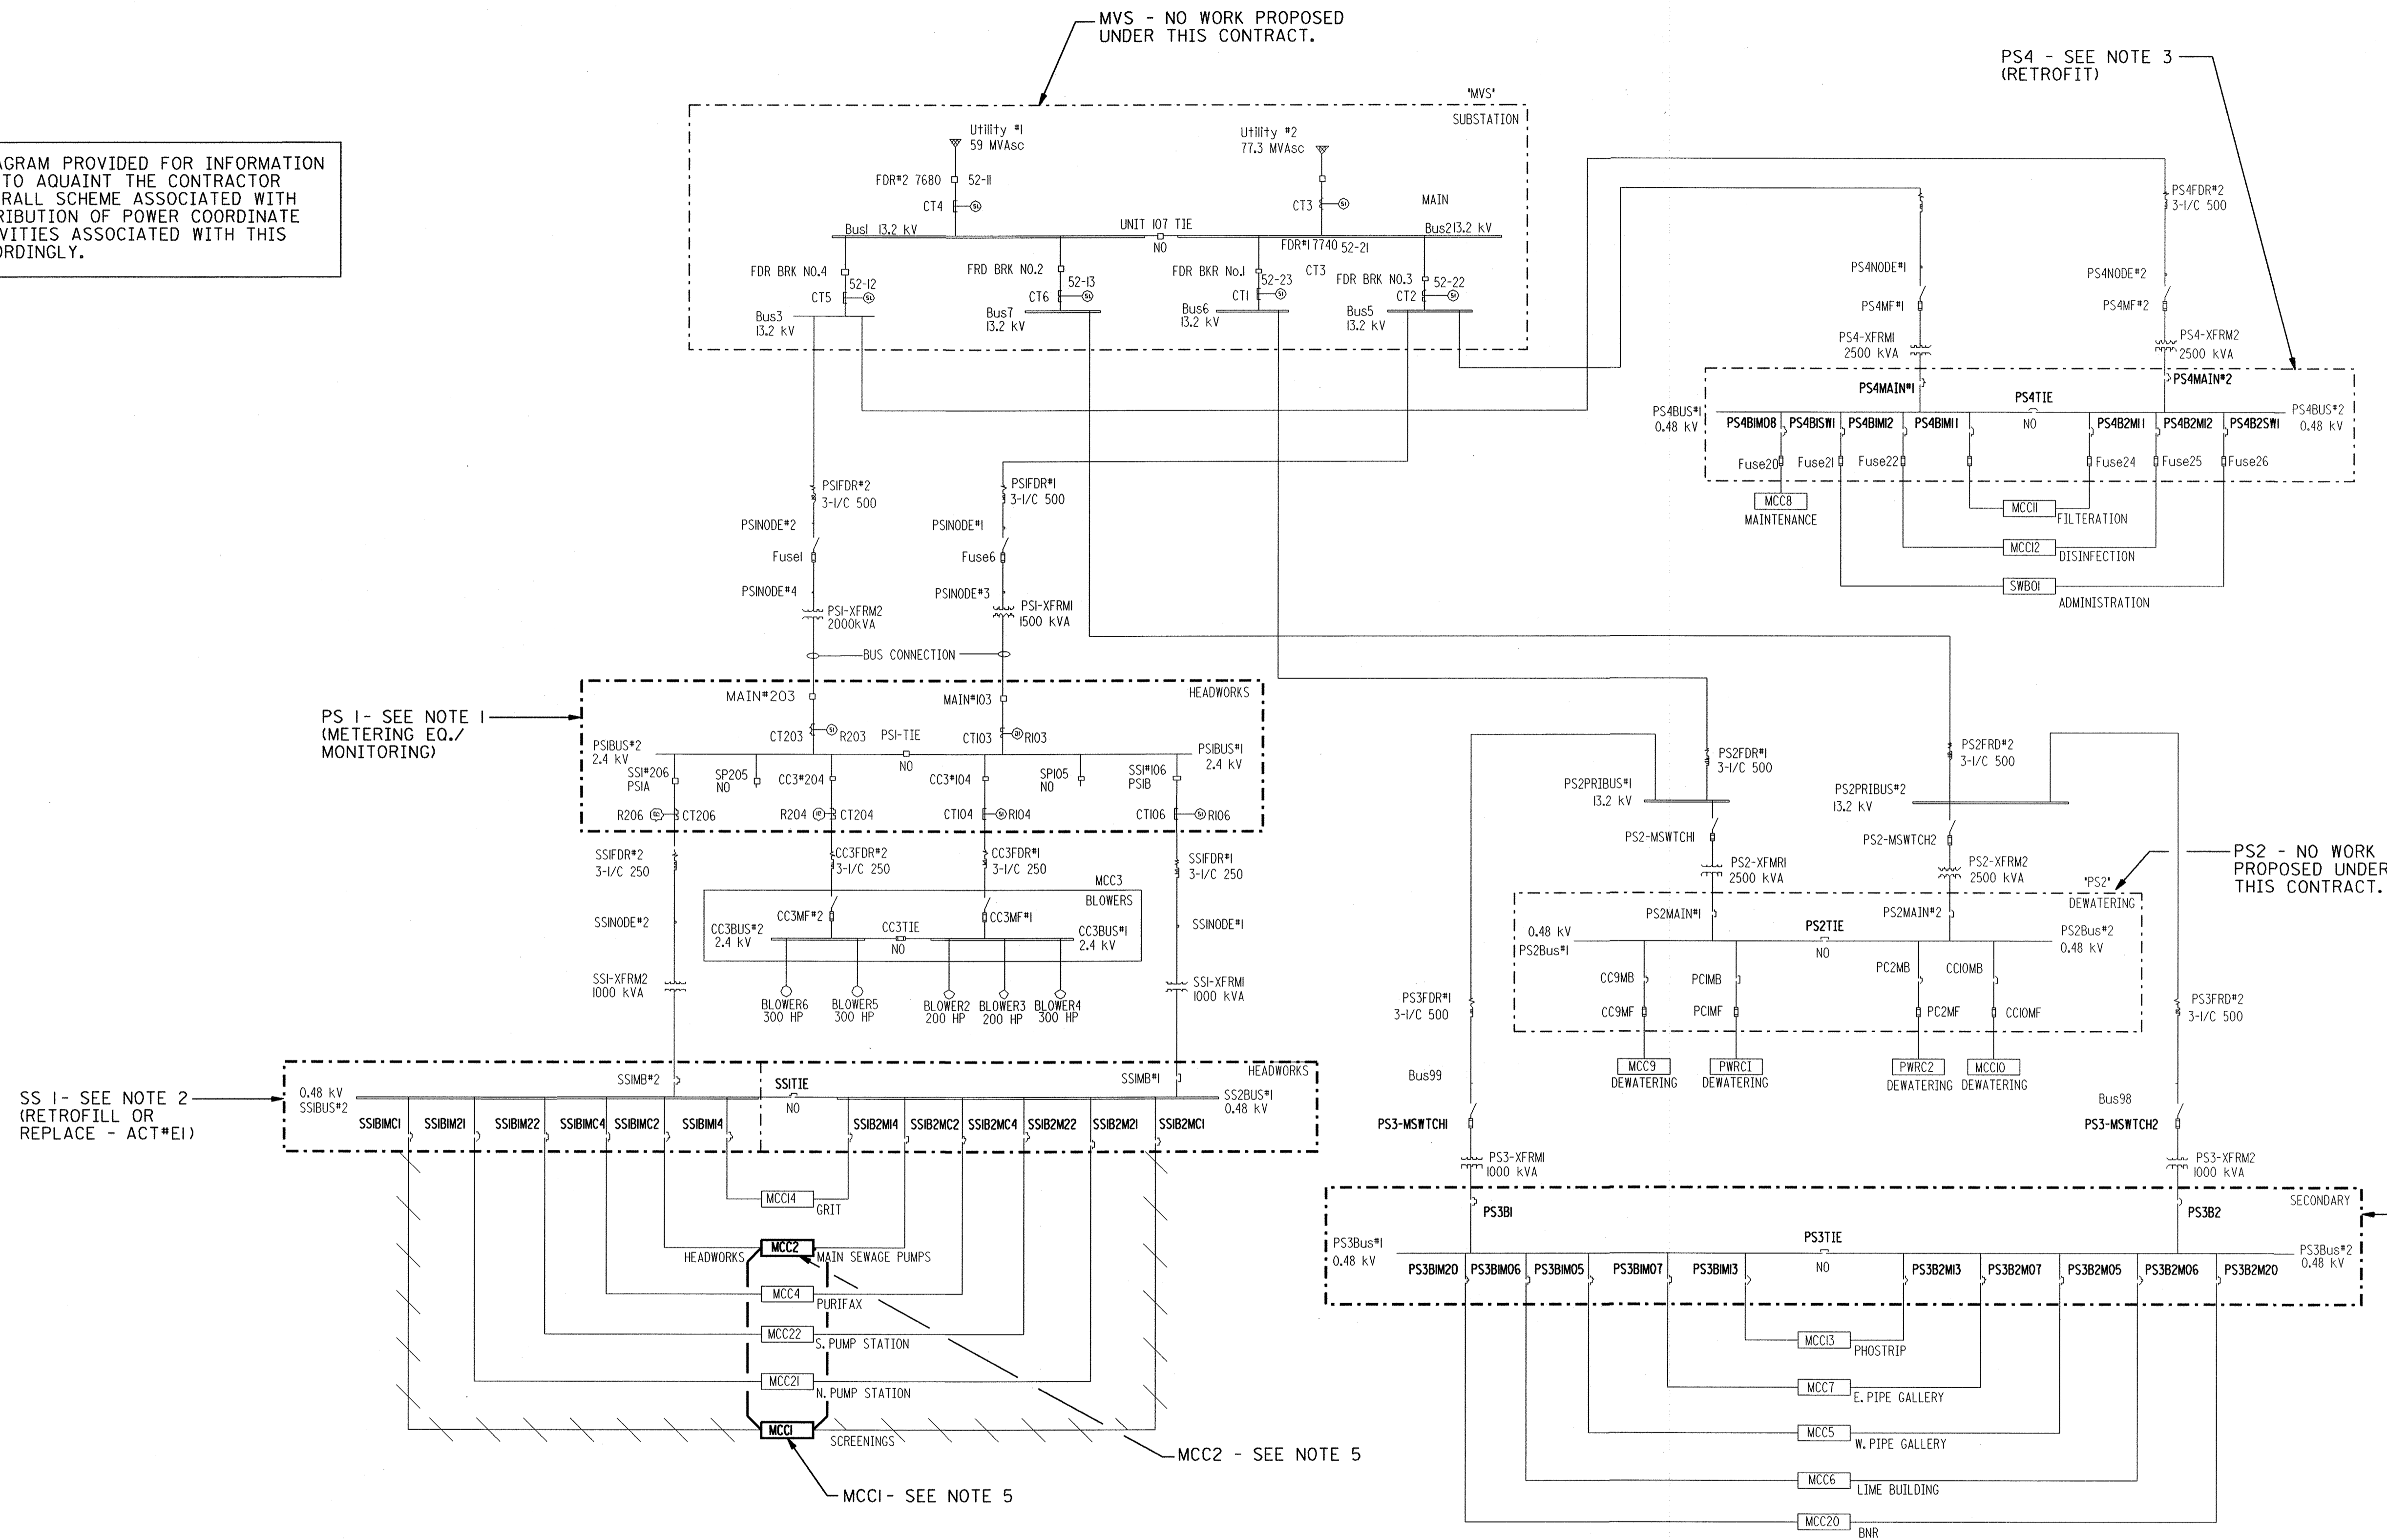 MVS - NO WORK PROPOSED
UNDER THIS CONTRACT.
PS4 - SEE NOTE 3
(RETROFIT)
AGRAM PROVIDED FOR INFORMATION
TO AQUAINT THE CONTRACTOR
RALL SCHEME ASSOCIATED WITH
RIBUTION OF POWER COORDINATE
VITIES ASSOCIATED WITH THIS
ORDINGLY.
"MVS"
SUBSTATION
Utility #1
59 MVAsc
Utility #2
77.3 MVAsc
FDR#2 7680
52-11
CT4
51
CT3
51
MAIN
Bus1 13.2 kV
UNIT 107 TIE
NO
Bus2 13.2 kV
FDR#1 7740 52-21
FDR BRK NO.4
52-12
CT5
51
FRD BRK NO.2
52-13
CT6
51
FDR BKR No.1
52-23
CT1
51
CT3
FDR BRK NO.3
52-22
CT2
51
Bus3
13.2 kV
Bus7
13.2 kV
Bus6
13.2 kV
Bus5
13.2 kV
PS4FDR#2
3-1/C 500
PS4NODE#1
PS4NODE#2
PS4MF#1
PS4MF#2
PS4-XFRM1
2500 kVA
PS4-XFRM2
2500 kVA
PS4MAIN#1
PS4MAIN#2
PS4BUS#1
0.48 kV
PS4TIE
NO
PS4BUS#2
0.48 kV
PS4B1M08
PS4B1SW1
PS4B1M12
PS4B1M11
PS4B2M11
PS4B2M12
PS4B2SW1
Fuse20
Fuse21
Fuse22
Fuse24
Fuse25
Fuse26
MCC8
MAINTENANCE
MCC11
FILTERATION
MCC12
DISINFECTION
SWB01
ADMINISTRATION
PS1FDR#2
3-1/C 500
PS1FDR#1
3-1/C 500
PS1NODE#2
PS1NODE#1
Fuse1
Fuse6
PS1NODE#4
PS1NODE#3
PS1-XFRM2
2000kVA
PS1-XFRM1
1500 kVA
BUS CONNECTION
PS 1- SEE NOTE 1
(METERING EQ./
MONITORING)
HEADWORKS
MAIN#203
MAIN#103
CT203
51
R203
PS1-TIE
NO
CT103
51
R103
PS1BUS#2
2.4 kV
PS1BUS#1
2.4 kV
SS1#206
PS1A
SP205
NO
CC3#204
CC3#104
SP105
NO
SS1#106
PS1B
R206
CT206
R204
CT204
CT104
51
R104
CT106
51
R106
SS1FDR#2
3-1/C 250
CC3FDR#2
3-1/C 250
CC3FDR#1
3-1/C 250
SS1FDR#1
3-1/C 250
MCC3
BLOWERS
SS1NODE#2
CC3MF#2
CC3MF#1
SS1NODE#1
CC3BUS#2
2.4 kV
CC3TIE
NO
CC3BUS#1
2.4 kV
SS1-XFRM2
1000 kVA
SS1-XFRM1
1000 kVA
BLOWER6
300 HP
BLOWER5
300 HP
BLOWER2
200 HP
BLOWER3
200 HP
BLOWER4
300 HP
PS2FDR#1
3-1/C 500
PS2FRD#2
3-1/C 500
PS2PRIBUS#1
13.2 kV
PS2PRIBUS#2
13.2 kV
PS2-MSWTCH1
PS2-MSWTCH2
PS2-XFMR1
2500 kVA
PS2-XFRM2
2500 kVA
PS2 - NO WORK
PROPOSED UNDER
THIS CONTRACT.
"PS2"
DEWATERING
PS2MAIN#1
PS2MAIN#2
0.48 kV
PS2Bus#1
PS2TIE
NO
PS2Bus#2
0.48 kV
CC9MB
PC1MB
PC2MB
CC10MB
CC9MF
PC1MF
PC2MF
CC10MF
MCC9
DEWATERING
PWRC1
DEWATERING
PWRC2
DEWATERING
MCC10
DEWATERING
PS3FDR#1
3-1/C 500
PS3FRD#2
3-1/C 500
Bus99
Bus98
PS3-MSWTCH1
PS3-MSWTCH2
PS3-XFRM1
1000 kVA
PS3-XFRM2
1000 kVA
SS 1- SEE NOTE 2
(RETROFILL OR
REPLACE - ACT#E1)
HEADWORKS
SS1MB#2
SS1MB#1
0.48 kV
SS1BUS#2
SS1TIE
NO
SS2BUS#1
0.48 kV
SS1B1MC1
SS1B1M21
SS1B1M22
SS1B1MC4
SS1B1MC2
SS1B1M14
SS1B2M14
SS1B2MC2
SS1B2MC4
SS1B2M22
SS1B2M21
SS1B2MC1
MCC14
GRIT
HEADWORKS
MCC2
MAIN SEWAGE PUMPS
MCC4
PURIFAX
MCC22
S. PUMP STATION
MCC21
N. PUMP STATION
MCC1
SCREENINGS
MCC2 - SEE NOTE 5
MCC1- SEE NOTE 5
SECONDARY
PS3B1
PS3B2
PS3Bus#1
0.48 kV
PS3TIE
NO
PS3Bus#2
0.48 kV
PS3B1M20
PS3B1M06
PS3B1M05
PS3B1M07
PS3B1M13
PS3B2M13
PS3B2M07
PS3B2M05
PS3B2M06
PS3B2M20
MCC13
PHOSTRIP
MCC7
E. PIPE GALLERY
MCC5
W. PIPE GALLERY
MCC6
LIME BUILDING
MCC20
BNR